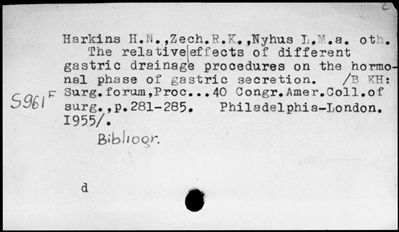 Harkins H.N.,Zech.R.K.,Nyhus L.M.a. oth.
The relative effects of different
gastric drainage procedures on the hormo-
nal phase of gastric secretion. /B KH:
S961F Surg.forum,Proc...40 Congr.Amer.Coll.of
surg.,p.281-285. Philadelphia-London.
1955/.
Bibliogr.
d